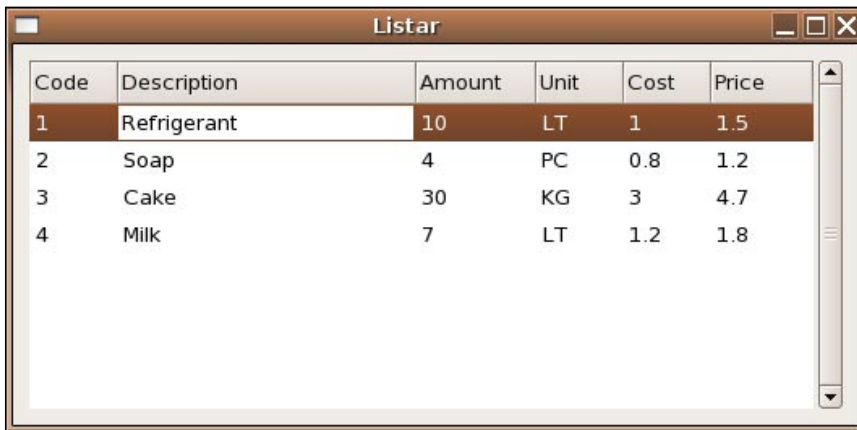 Listar
Code Description Amount Unit Cost Price
1 Refrigerant 10 LT 1 1.5
2 Soap 4 PC 0.8 1.2
3 Cake 30 KG 3 4.7
4 Milk 7 LT 1.2 1.8